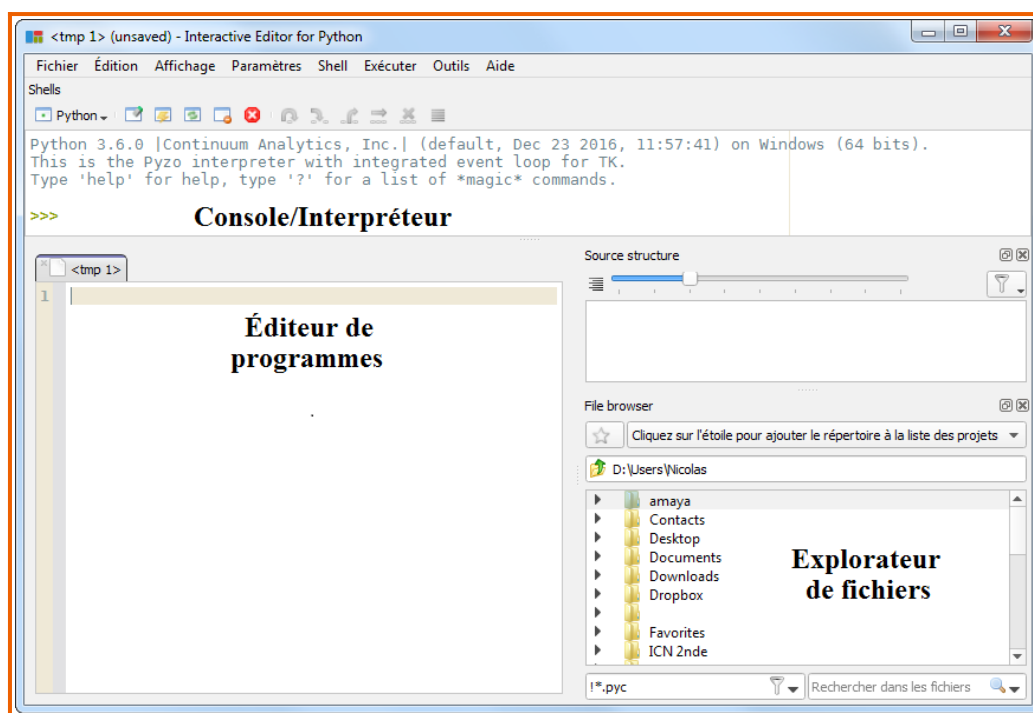 <tmp 1> (unsaved) - Interactive Editor for Python
Fichier Édition Affichage Paramètres Shell Exécuter Outils Aide
Shells
Python
Python 3.6.0 |Continuum Analytics, Inc.| (default, Dec 23 2016, 11:57:41) on Windows (64 bits).
This is the Pyzo interpreter with integrated event loop for TK.
Type 'help' for help, type '?' for a list of *magic* commands.
>>>
Console/Interpréteur
<tmp 1>
1
Éditeur de
programmes
.
Source structure
File browser
Cliquez sur l'étoile pour ajouter le répertoire à la liste des projets
D:\Users\Nicolas
amaya
Contacts
Desktop
Documents
Downloads
Dropbox
Favorites
ICN 2nde
Explorateur
de fichiers
!*.pyc
Rechercher dans les fichiers